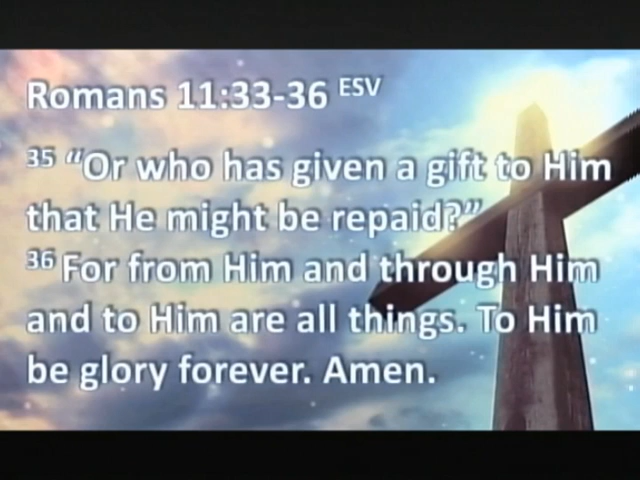 Romans 11:33-36 ESV
35 “Or who has given a gift to Him
that He might be repaid?”
36 For from Him and through Him
and to Him are all things. To Him
be glory forever. Amen.